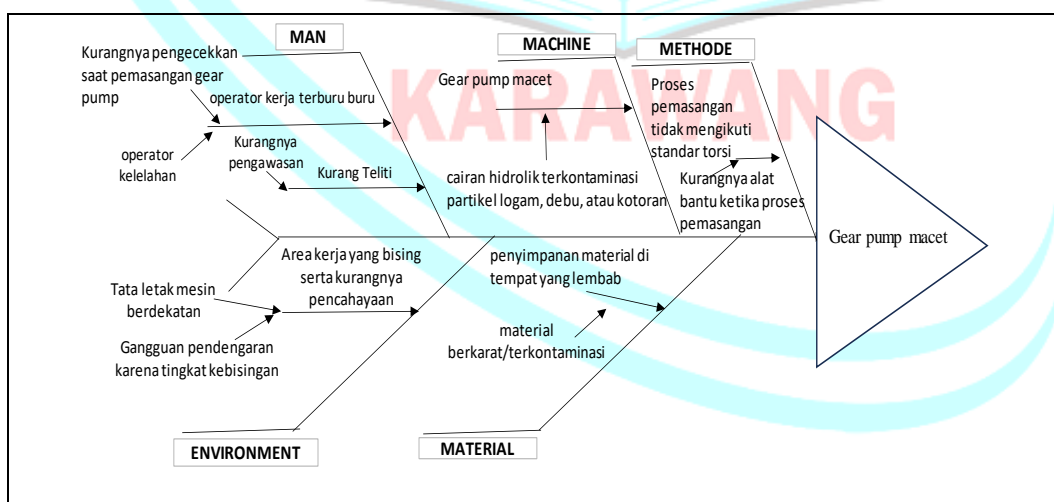 MAN
Kurangnya pengecekkan
saat pemasangan gear
pump
operator kerja terburu buru
operator
kelelahan
Kurangnya
pengawasan
Kurang Teliti
MACHINE
Gear pump macet
cairan hidrolik terkontaminasi
partikel logam, debu, atau kotoran
METHODE
Proses
pemasangan
tidak mengikuti
standar torsi
Kurangnya alat
bantu ketika proses
pemasangan
KARAWANG
Gear pump macet
Area kerja yang bising
serta kurangnya
pencahayaan
Tata letak mesin
berdekatan
Gangguan pendengaran
karena tingkat kebisingan
ENVIRONMENT
penyimpanan material di
tempat yang lembab
material
berkarat/terkontaminasi
MATERIAL